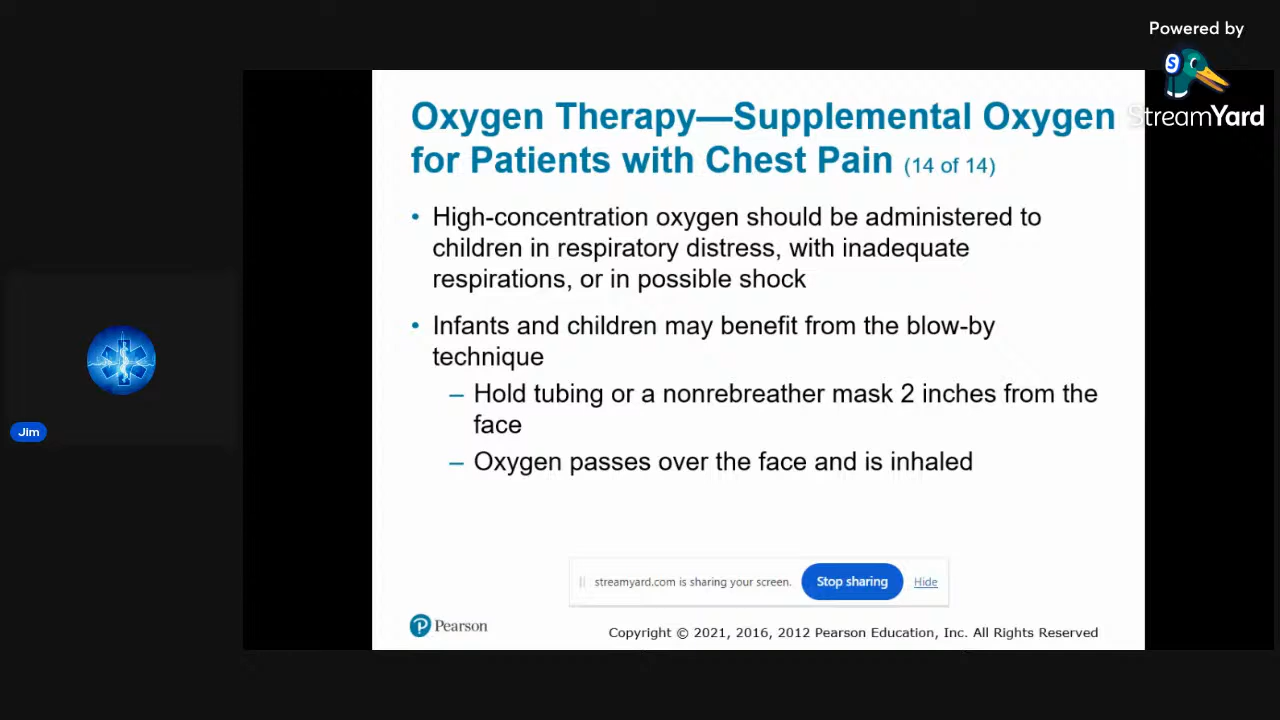 Powered by
StreamYard
Oxygen Therapy—Supplemental Oxygen
for Patients with Chest Pain (14 of 14)
• High-concentration oxygen should be administered to
children in respiratory distress, with inadequate
respirations, or in possible shock
• Infants and children may benefit from the blow-by
technique
– Hold tubing or a nonrebreather mask 2 inches from the
face
– Oxygen passes over the face and is inhaled
Jim
streamyard.com is sharing your screen. Stop sharing Hide
Pearson
Copyright © 2021, 2016, 2012 Pearson Education, Inc. All Rights Reserved